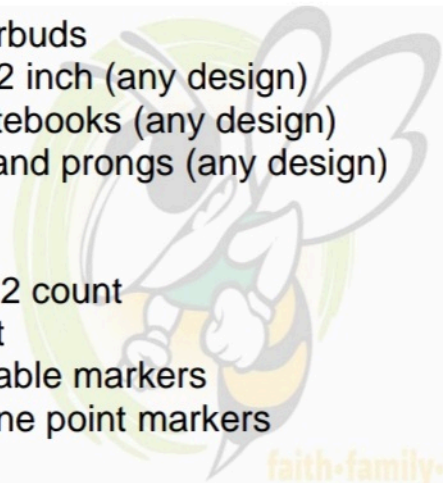 rbuds
2 inch (any design)
tebooks (any design)
and prongs (any design)
2 count
t
able markers
ne point markers
faith•family•